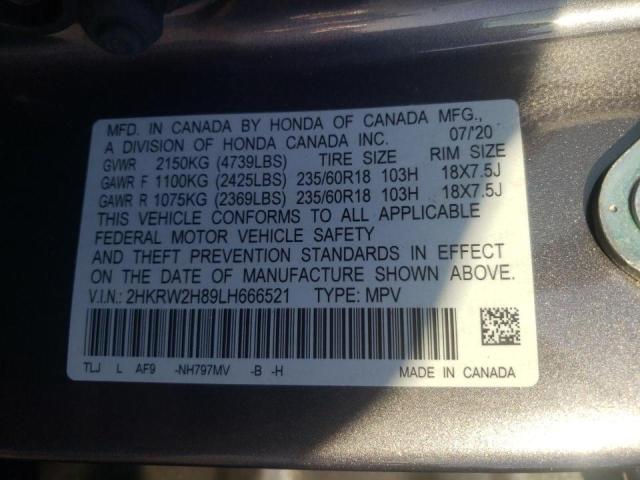 MFD. IN CANADA BY HONDA OF CANADA MFG.,
A DIVISION OF HONDA CANADA INC. 07/'20
GVWR 2150KG (4739LBS) TIRE SIZE RIM SIZE
GAWR F 1100KG (2425LBS) 235/60R18 103H 18X7.5J
GAWR R 1075KG (2369LBS) 235/60R18 103H 18X7.5J
THIS VEHICLE CONFORMS TO ALL APPLICABLE
FEDERAL MOTOR VEHICLE SAFETY
AND THEFT PREVENTION STANDARDS IN EFFECT
ON THE DATE OF MANUFACTURE SHOWN ABOVE.
V.I.N.: 2HKRW2H89LH666521 TYPE: MPV
TLJ L AF9 -NH797MV -B -H MADE IN CANADA